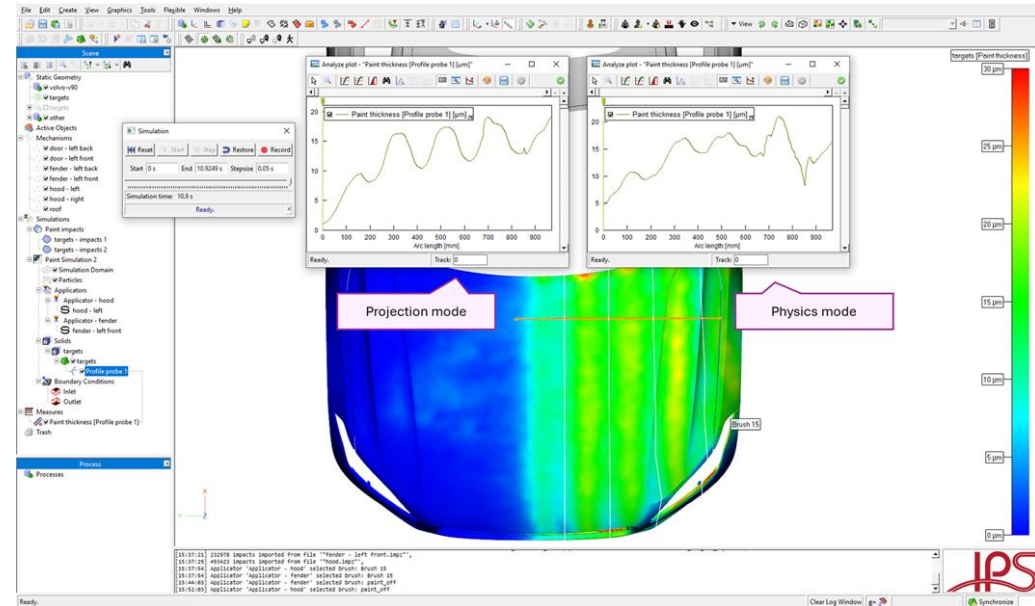 File Edit Create View Graphics Tools Flexible Windows Help
View
Scene
Static Geometry
volvo-v90
targets
targets
other
Active Objects
Mechanisms
door - left back
door - left front
fender - left back
fender - left front
hood - left
hood - right
roof
Simulations
Paint impacts
targets - impacts 1
targets - impacts 2
Paint Simulation 2
Simulation Domain
Particles
Applicators
Applicator - hood
hood - left
Applicator - fender
fender - left front
Solids
targets
targets
Profile probe 1
Boundary Conditions
Inlet
Outlet
Measures
Paint thickness [Profile probe 1]
Trash
Process
Processes
Simulation
Reset Start Stop Restore Record
Start 0 s End 10.9249 s Stepsize 0.05 s
Simulation time: 10.9 s
Ready.
Analyze plot - "Paint thickness [Profile probe 1] [µm]"
Paint thickness [Profile probe 1] [µm]
20
15
10
5
0
0 100 200 300 400 500 600 700 800 900
Arc length [mm]
Ready. Track: 0
Analyze plot - "Paint thickness [Profile probe 1] [µm]"
Paint thickness [Profile probe 1] [µm]
20
15
10
5
0
0 100 200 300 400 500 600 700 800 900
Arc length [mm]
Ready. Track: 0
Projection mode
Physics mode
Brush 15
targets [Paint thickness]
30 µm
25 µm
20 µm
15 µm
10 µm
5 µm
0 µm
X
Z
[15:37:21] 232978 impacts imported from file '"fender - left front.impz"',
[15:37:29] 493423 impacts imported from file '"hood.impz"',
[15:37:54] Applicator 'Applicator - hood' selected brush: Brush 15
[15:37:54] Applicator 'Applicator - fender' selected brush: Brush 15
[15:44:03] Applicator 'Applicator - fender' selected brush: paint_off
[15:52:03] Applicator 'Applicator - hood' selected brush: paint_off
IPS
Ready.
Clear Log Window g= Synchronize